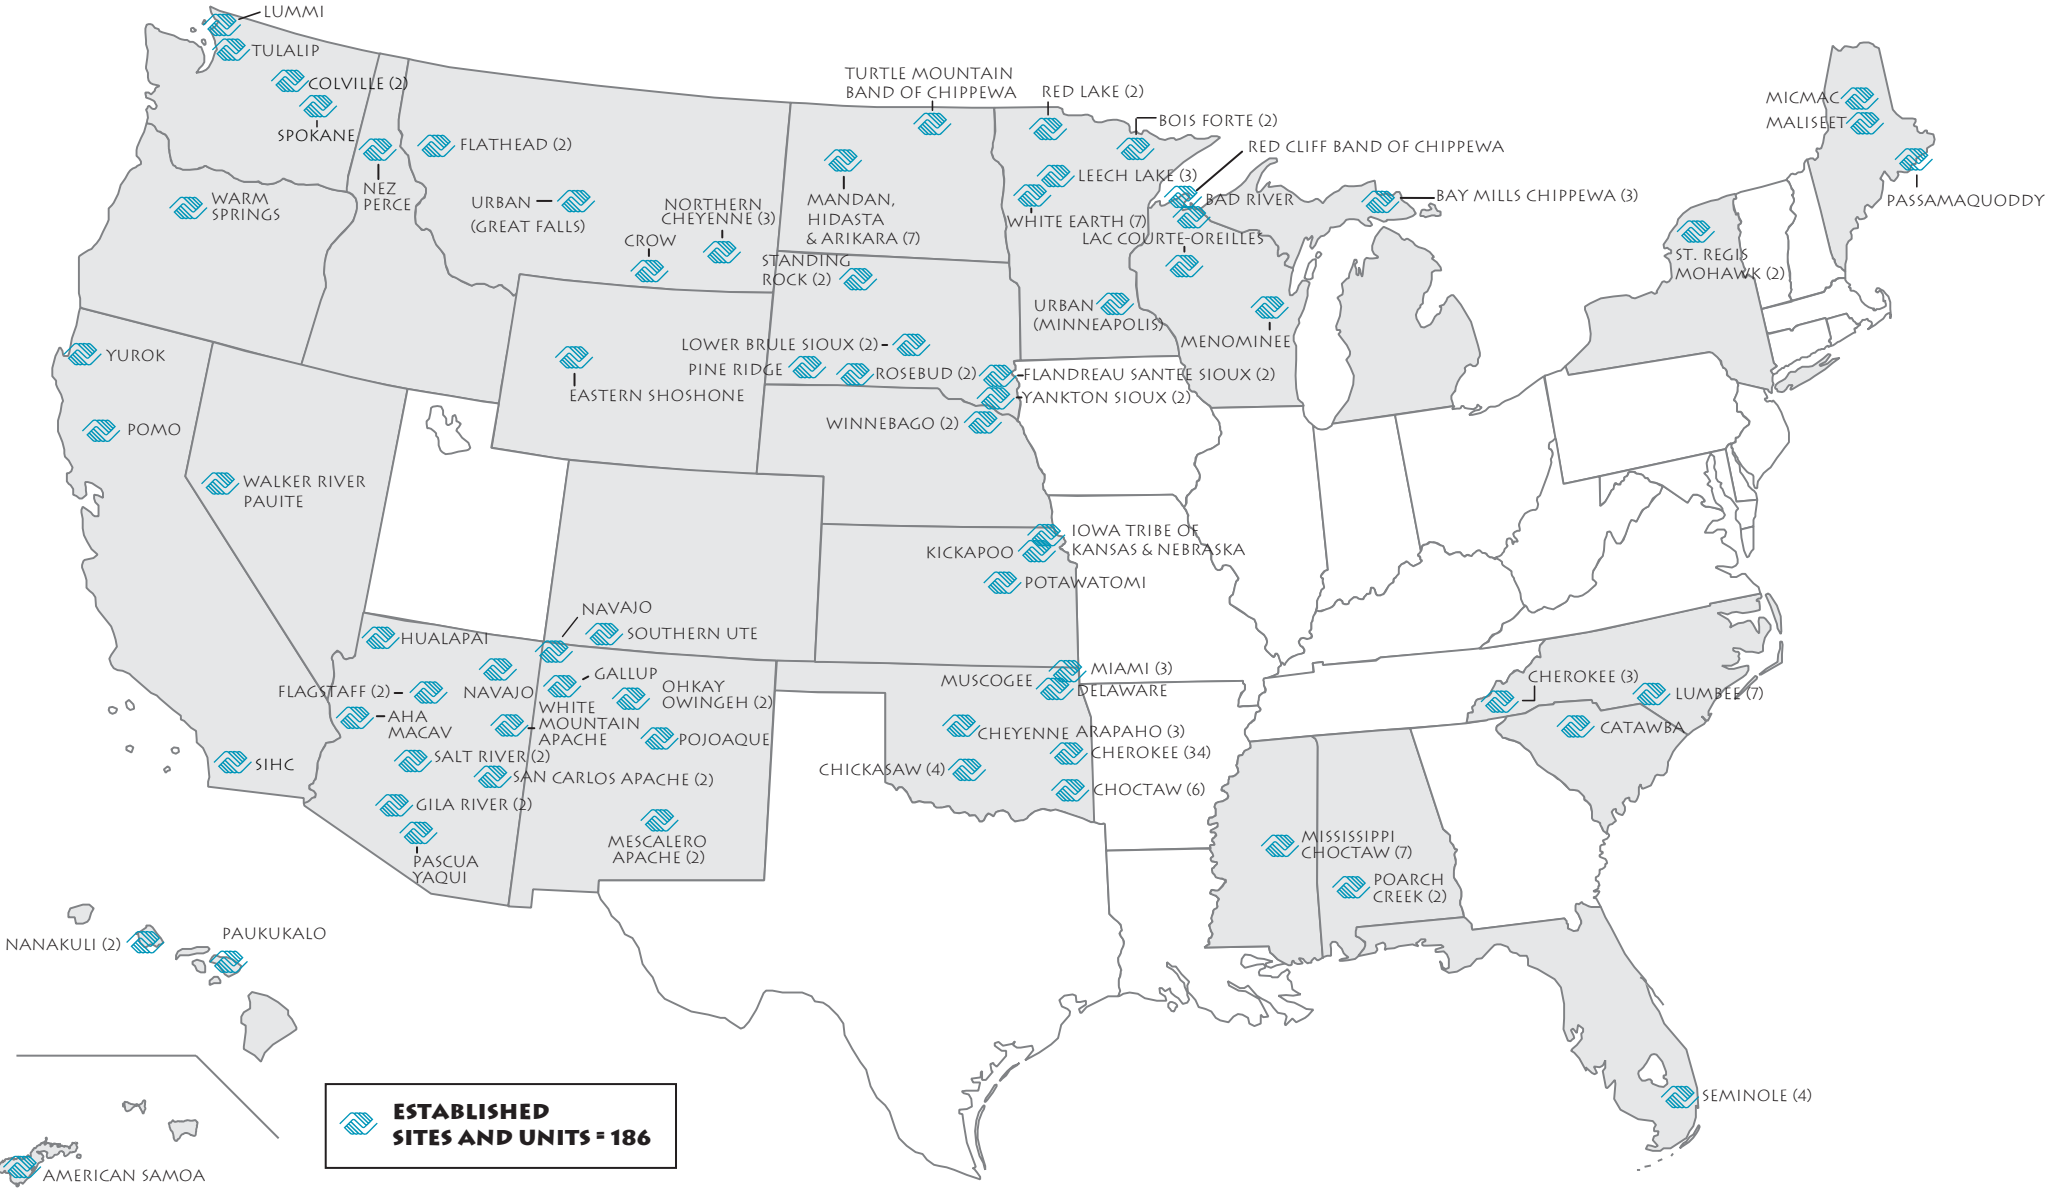 LUMMI
TULALIP
COLVILLE (2)
SPOKANE
NEZ
PERCE
WARM
SPRINGS
FLATHEAD (2)
URBAN
(GREAT FALLS)
NORTHERN
CHEYENNE (3)
CROW
TURTLE MOUNTAIN
BAND OF CHIPPEWA
MANDAN,
HIDASTA
& ARIKARA (7)
STANDING
ROCK (2)
RED LAKE (2)
BOIS FORTE (2)
RED CLIFF BAND OF CHIPPEWA
LEECH LAKE (3)
WHITE EARTH (7)
BAD RIVER
LAC COURTE-OREILLES
BAY MILLS CHIPPEWA (3)
URBAN
(MINNEAPOLIS)
MENOMINEE
MICMAC
MALISEET
PASSAMAQUODDY
ST. REGIS
MOHAWK (2)
YUROK
POMO
WALKER RIVER
PAUITE
EASTERN SHOSHONE
LOWER BRULE SIOUX (2)
PINE RIDGE
ROSEBUD (2)
FLANDREAU SANTEE SIOUX (2)
YANKTON SIOUX (2)
WINNEBAGO (2)
IOWA TRIBE OF
KANSAS & NEBRASKA
KICKAPOO
POTAWATOMI
NAVAJO
SOUTHERN UTE
HUALAPAI
NAVAJO
FLAGSTAFF (2)
AHA
MACAV
GALLUP
OHKAY
OWINGEH (2)
WHITE
MOUNTAIN
APACHE
POJOAQUE
SALT RIVER (2)
SAN CARLOS APACHE (2)
GILA RIVER (2)
PASCUA
YAQUI
MESCALERO
APACHE (2)
SIHC
MIAMI (3)
MUSCOGEE
DELAWARE
CHEYENNE ARAPAHO (3)
CHEROKEE (34)
CHICKASAW (4)
CHOCTAW (6)
CHEROKEE (3)
LUMBEE (7)
CATAWBA
MISSISSIPPI
CHOCTAW (7)
POARCH
CREEK (2)
SEMINOLE (4)
NANAKULI (2)
PAUKUKALO
AMERICAN SAMOA
ESTABLISHED
SITES AND UNITS = 186